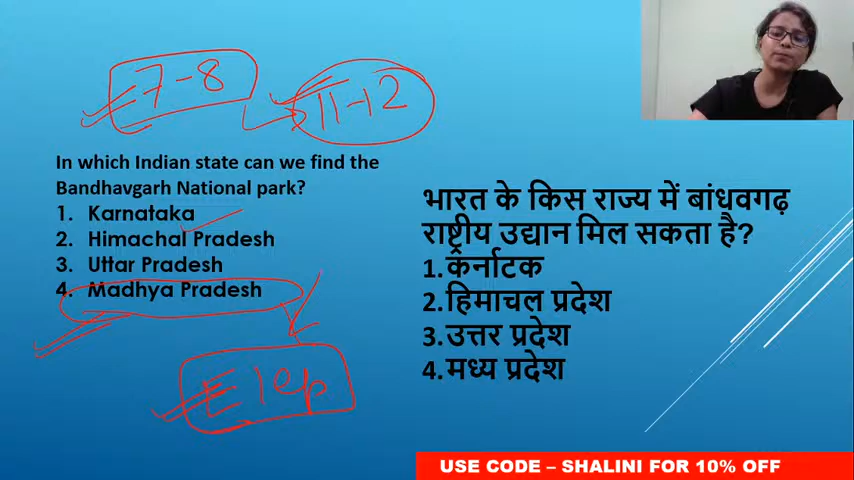 7-8
11-12
In which Indian state can we find the
Bandhavgarh National park?
1. Karnataka
2. Himachal Pradesh
3. Uttar Pradesh
4. Madhya Pradesh
भारत के किस राज्य में बांधवगढ़
राष्ट्रीय उद्यान मिल सकता है?
1.कर्नाटक
2.हिमाचल प्रदेश
3.उत्तर प्रदेश
4.मध्य प्रदेश
USE CODE – SHALINI FOR 10% OFF